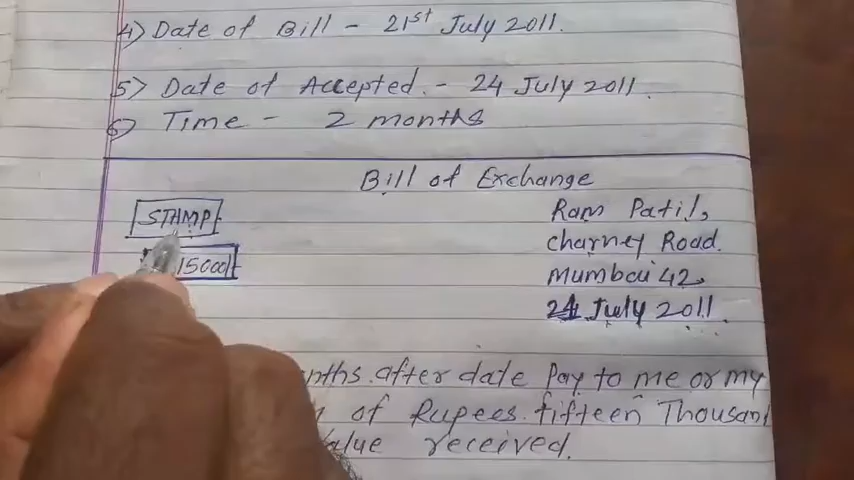 4) Date of Bill - 21st July 2011.
5) Date of Accepted. - 24 July 2011.
6) Time - 2 months
Bill of Exchange
STAMP
Ram Patil,
Charney Road.
15000/-
Mumbai 42,
July 2011.
after date Pay to me or my
of Rupees. fifteen Thousand
Value received.